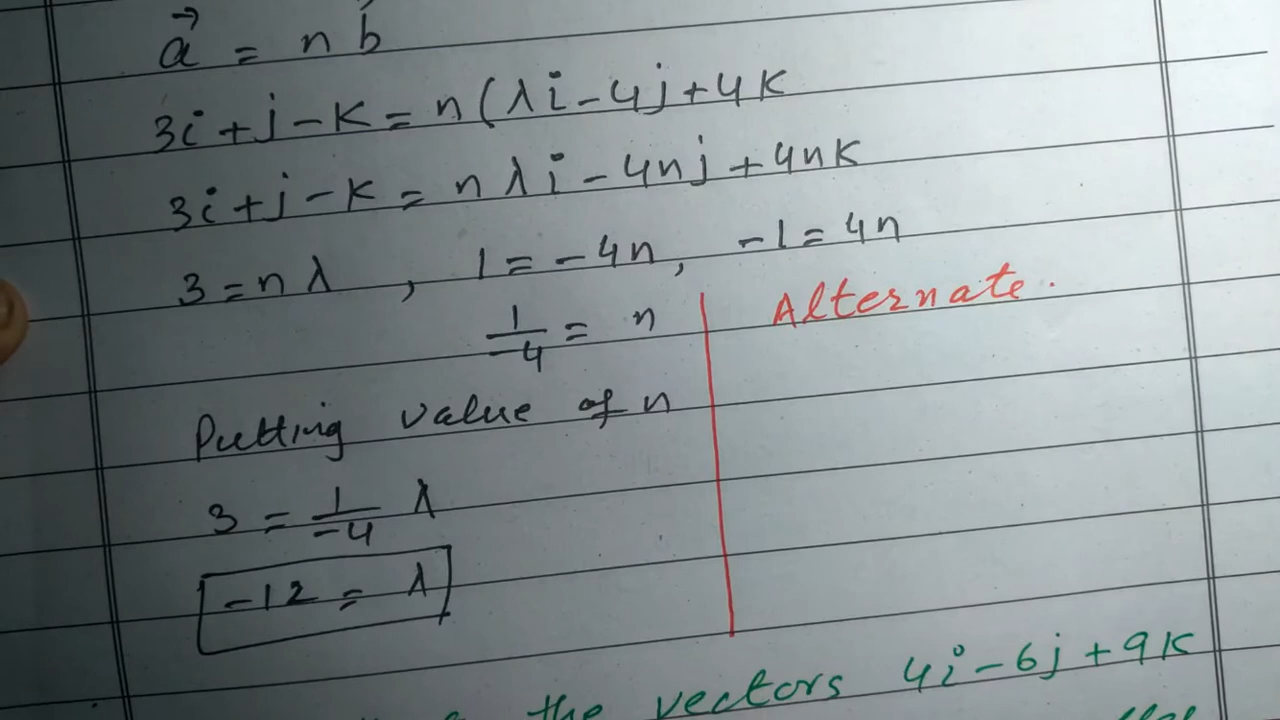 a⃗ = n b
3i + j - k = n (λi - 4j + 4k
3i + j - k = nλi - 4nj + 4nk
3 = nλ , 1 = -4n, -1 = 4n
1/-4 = n
Alternate.
Putting value of n
3 = 1/-4 λ
-12 = λ
the vectors 4i - 6j + 9k